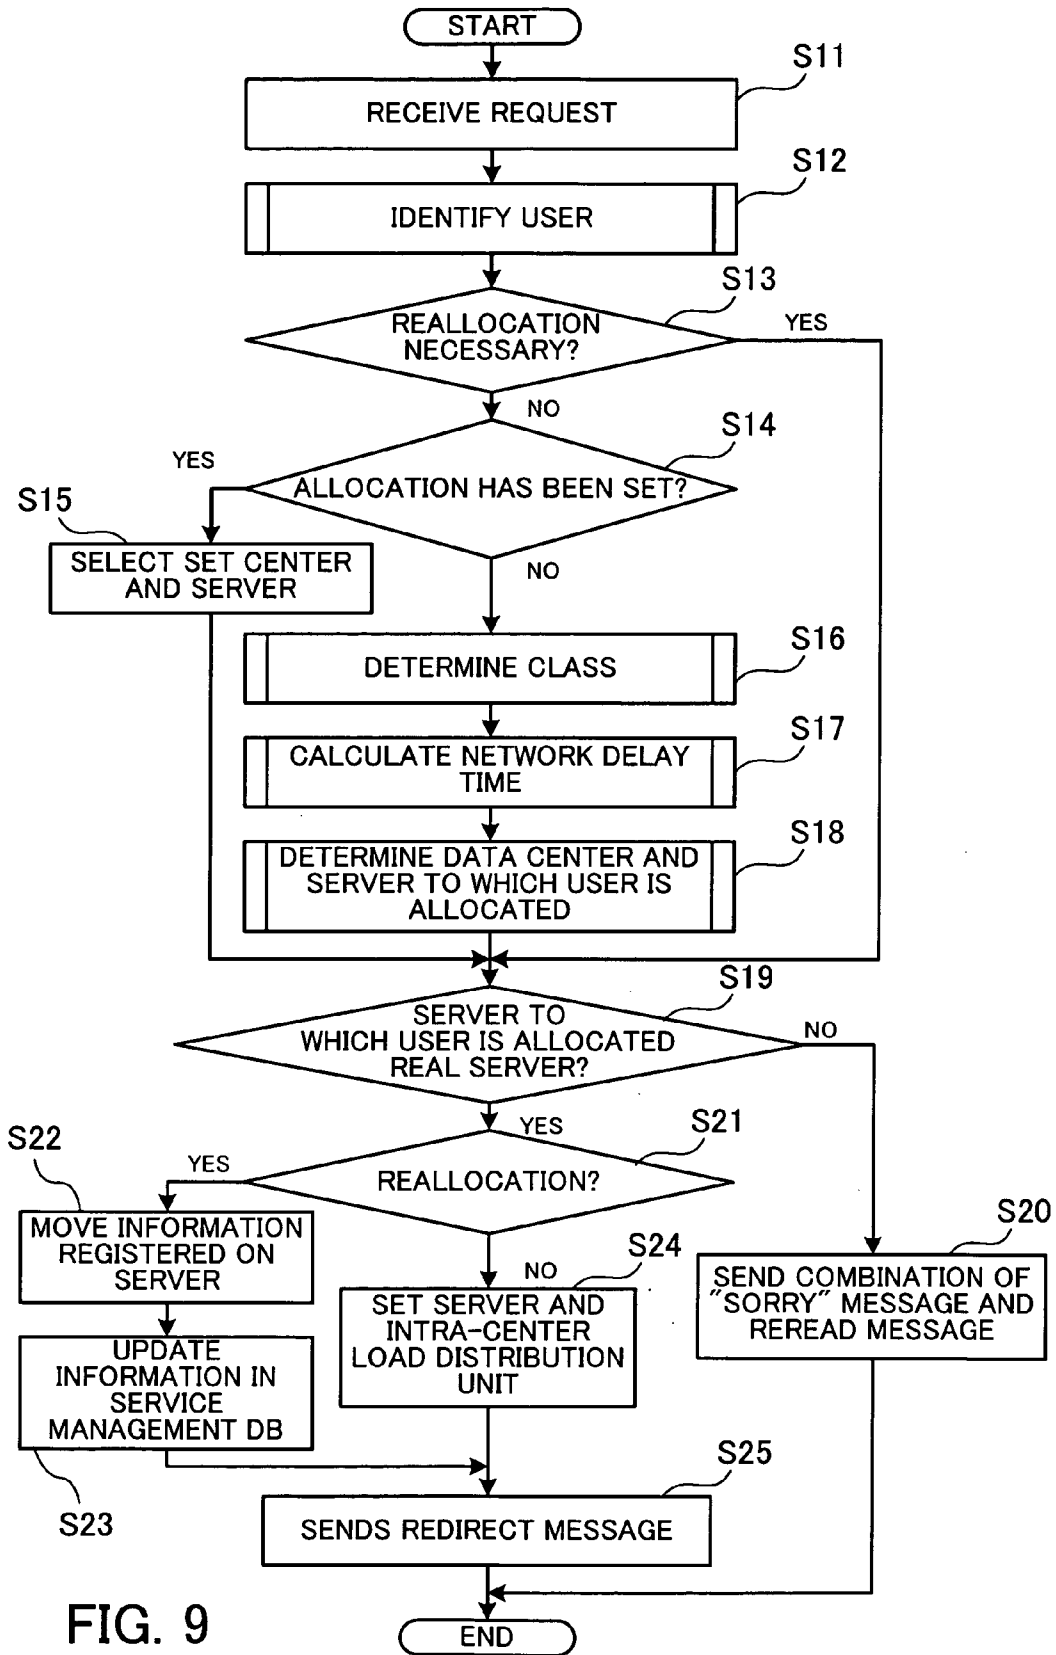 START
S11
RECEIVE REQUEST
S12
IDENTIFY USER
S13
REALLOCATION
NECESSARY?
YES
NO
S14
YES
ALLOCATION HAS BEEN SET?
S15
SELECT SET CENTER
AND SERVER
NO
S16
DETERMINE CLASS
S17
CALCULATE NETWORK DELAY
TIME
S18
DETERMINE DATA CENTER AND
SERVER TO WHICH USER IS
ALLOCATED
S19
SERVER TO
WHICH USER IS ALLOCATED
REAL SERVER?
NO
YES
S21
S22
YES
REALLOCATION?
MOVE INFORMATION
REGISTERED ON
SERVER
S20
SEND COMBINATION OF
"SORRY" MESSAGE AND
REREAD MESSAGE
S24
NO
SET SERVER AND
INTRA-CENTER
LOAD DISTRIBUTION
UNIT
UPDATE
INFORMATION IN
SERVICE
MANAGEMENT DB
S23
S25
SENDS REDIRECT MESSAGE
FIG. 9
END